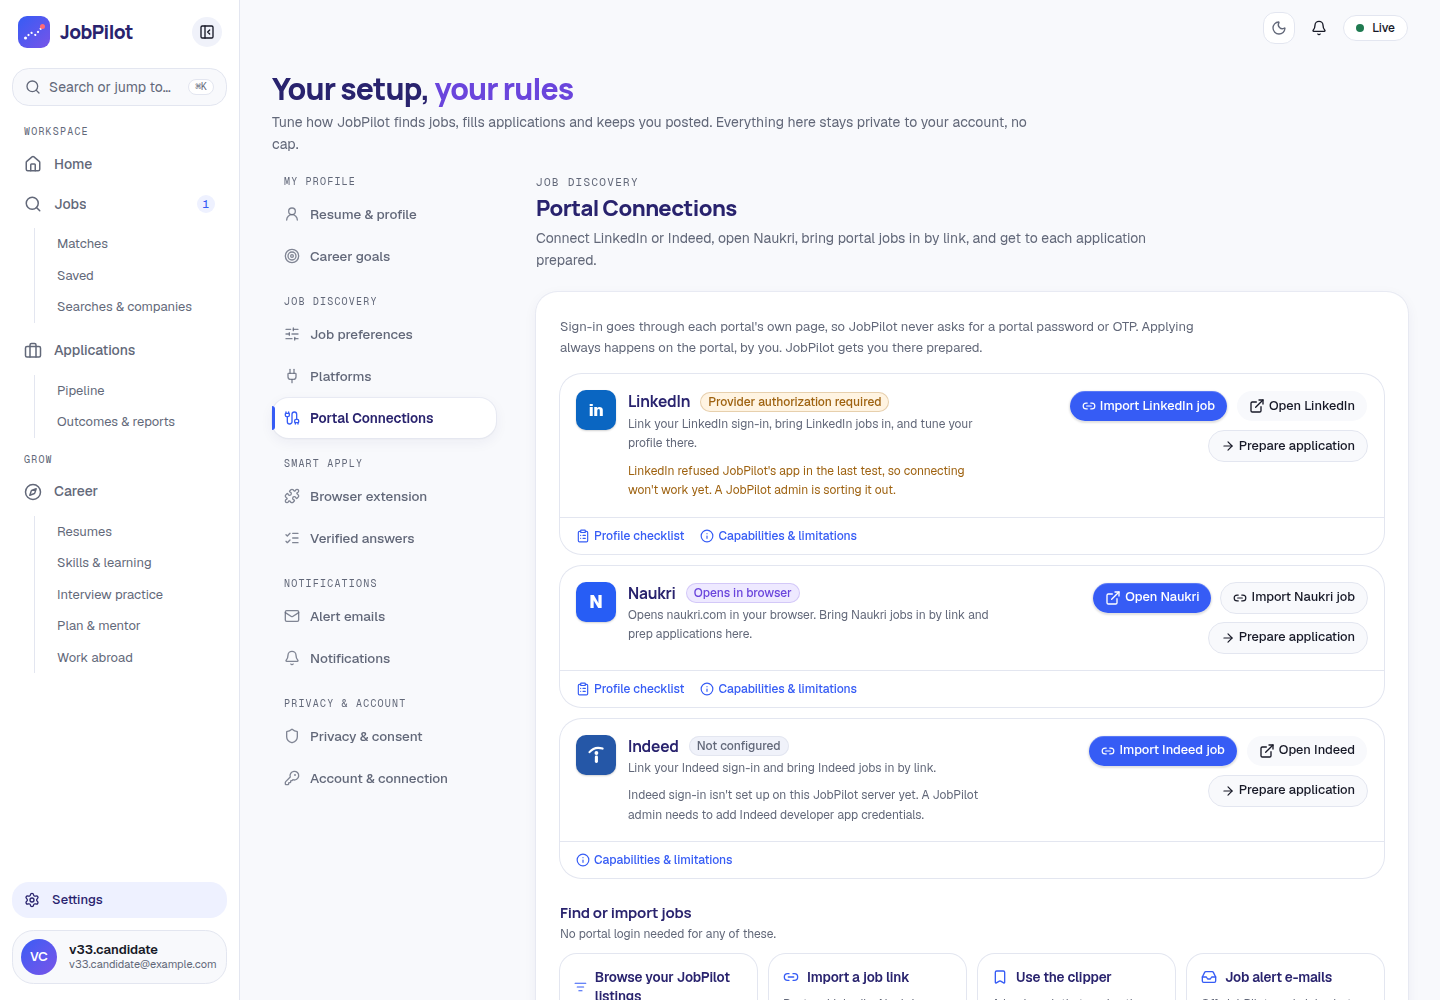 JobPilot
Search or jump to...
⌘K
WORKSPACE
Home
Jobs
1
Matches
Saved
Searches & companies
Applications
Pipeline
Outcomes & reports
GROW
Career
Resumes
Skills & learning
Interview practice
Plan & mentor
Work abroad
Settings
VC
v33.candidate
v33.candidate@example.com
Live
Your setup, your rules
Tune how JobPilot finds jobs, fills applications and keeps you posted. Everything here stays private to your account, no
cap.
MY PROFILE
Resume & profile
Career goals
JOB DISCOVERY
Job preferences
Platforms
Portal Connections
SMART APPLY
Browser extension
Verified answers
NOTIFICATIONS
Alert emails
Notifications
PRIVACY & ACCOUNT
Privacy & consent
Account & connection
JOB DISCOVERY
Portal Connections
Connect LinkedIn or Indeed, open Naukri, bring portal jobs in by link, and get to each application
prepared.
Sign-in goes through each portal's own page, so JobPilot never asks for a portal password or OTP. Applying
always happens on the portal, by you. JobPilot gets you there prepared.
in
LinkedIn
Provider authorization required
Link your LinkedIn sign-in, bring LinkedIn jobs in, and tune your
profile there.
LinkedIn refused JobPilot's app in the last test, so connecting
won't work yet. A JobPilot admin is sorting it out.
Import LinkedIn job
Open LinkedIn
Prepare application
Profile checklist
Capabilities & limitations
N
Naukri
Opens in browser
Opens naukri.com in your browser. Bring Naukri jobs in by link and
prep applications here.
Open Naukri
Import Naukri job
Prepare application
Profile checklist
Capabilities & limitations
Indeed
Not configured
Link your Indeed sign-in and bring Indeed jobs in by link.
Indeed sign-in isn't set up on this JobPilot server yet. A JobPilot
admin needs to add Indeed developer app credentials.
Import Indeed job
Open Indeed
Prepare application
Capabilities & limitations
Find or import jobs
No portal login needed for any of these.
Browse your JobPilot
listings
Import a job link
Use the clipper
Job alert e-mails